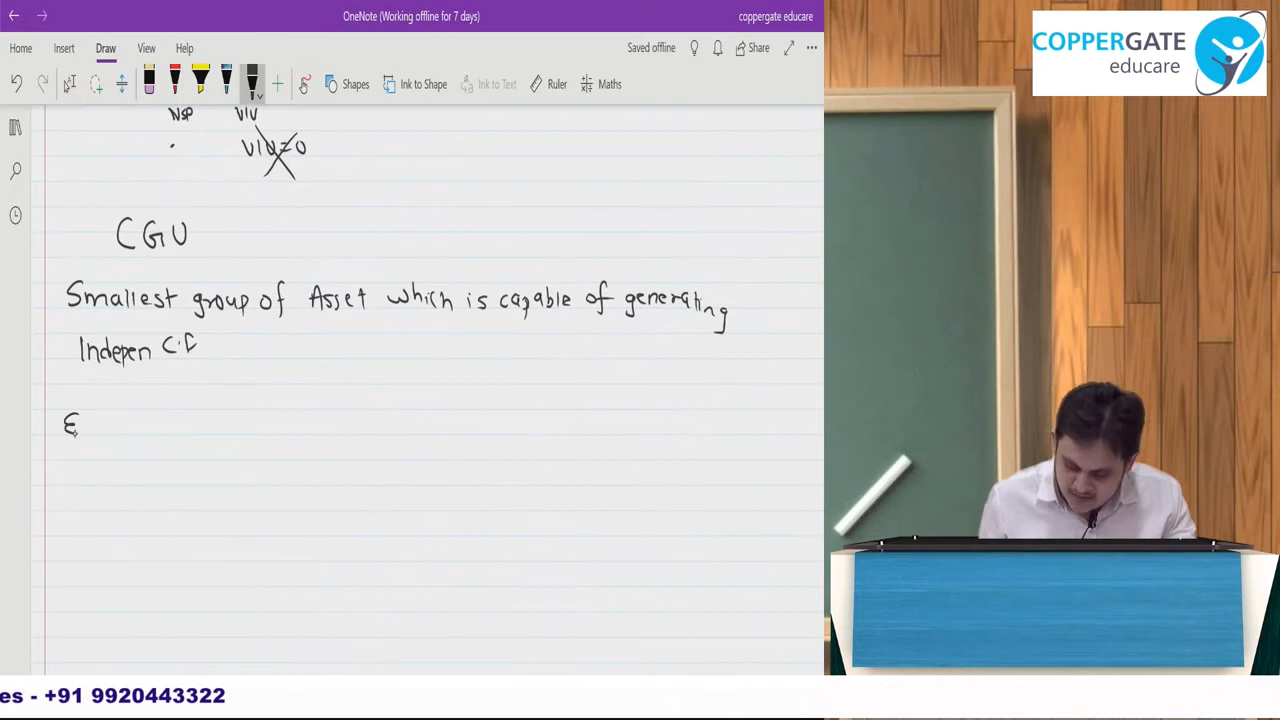 OneNote (Working offline for 7 days)
coppergate educare
Home Insert Draw View Help
Saved offline Share
Shapes Ink to Shape Ink to Text Ruler Maths
COPPERGATE
educare
NSP VIU
VIU=0
CGU
Smallest group of Asset which is capable of generating
Indepen C.F
E
es - +91 9920443322